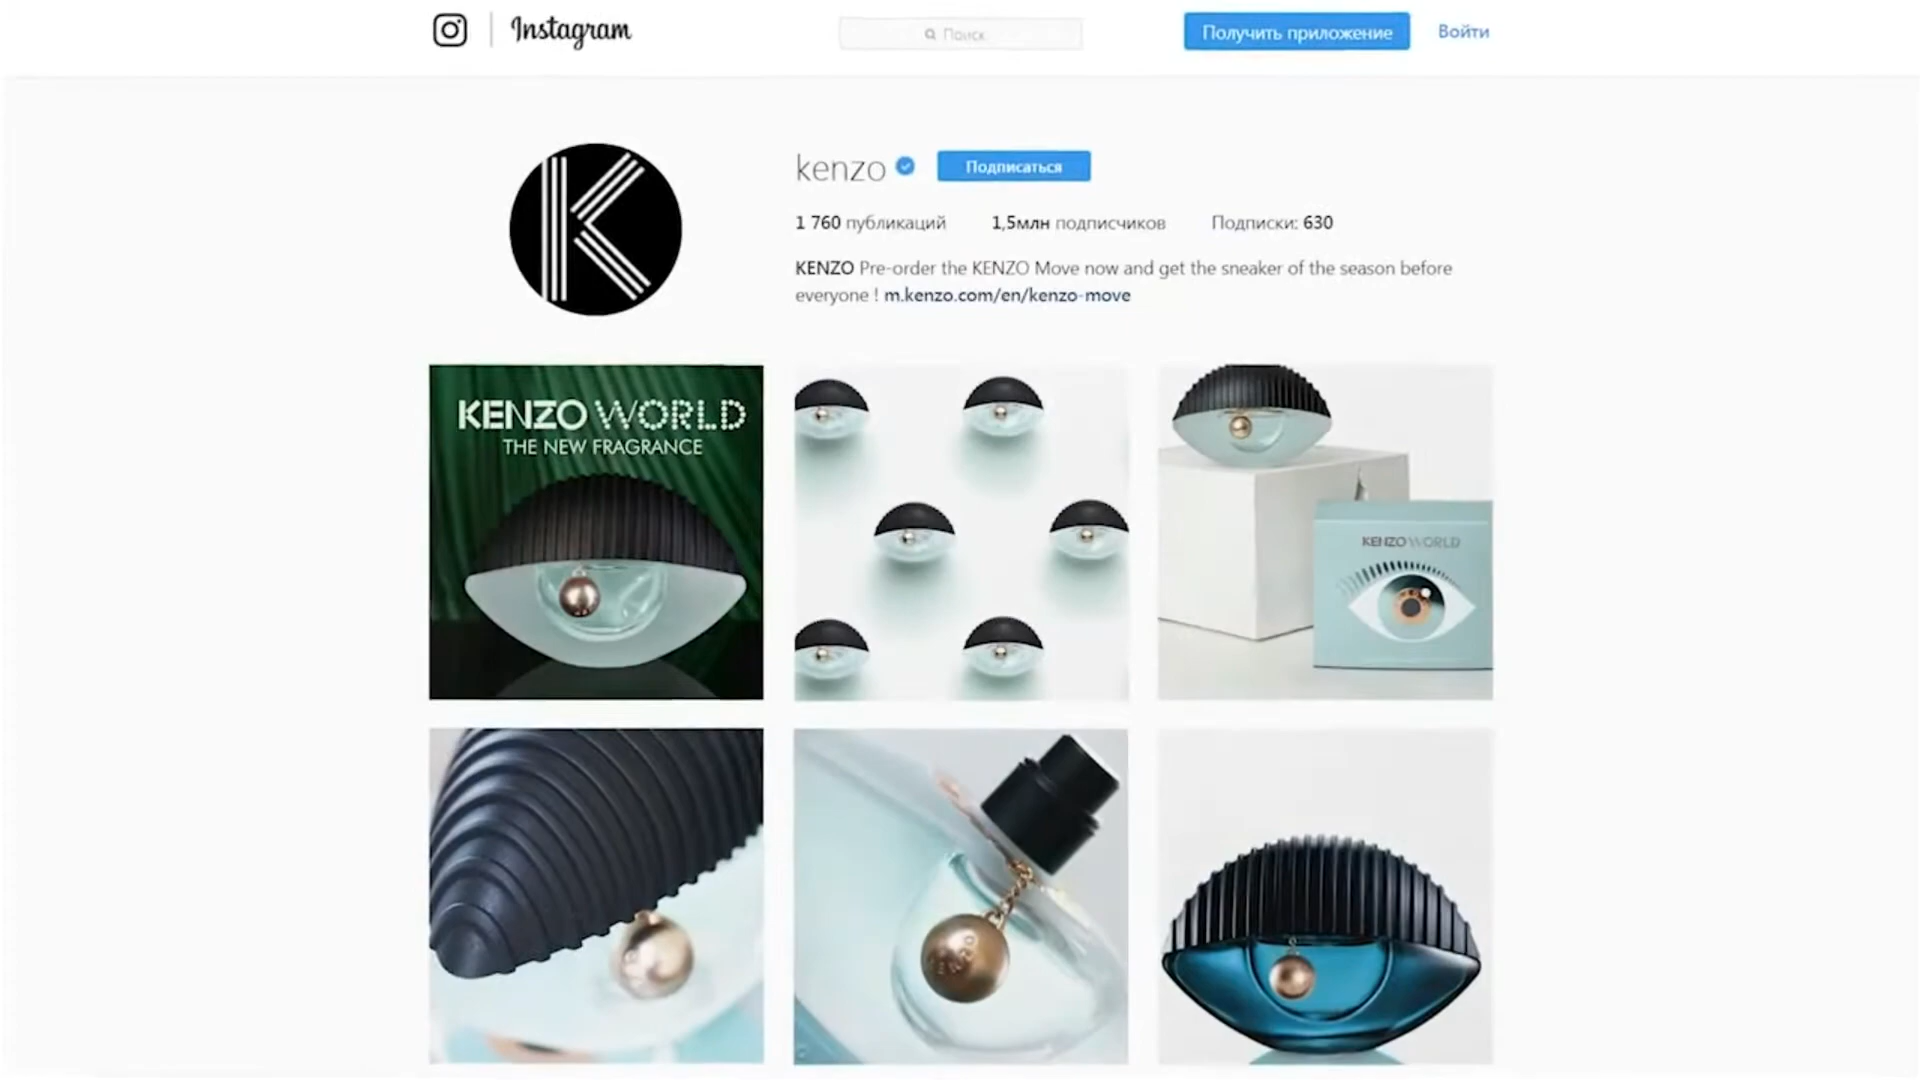 Instagram
Поиск
Получить приложение
Войти
kenzo
Подписаться
1 760 публикаций
1,5млн подписчиков
Подписки: 630
KENZO Pre-order the KENZO Move now and get the sneaker of the season before
everyone ! m.kenzo.com/en/kenzo-move
KENZO WORLD
THE NEW FRAGRANCE
KENZO WORLD
KENZO